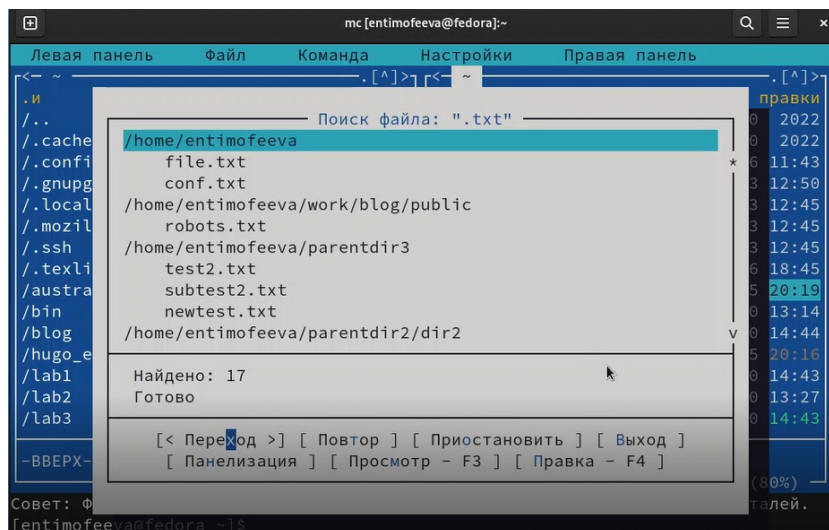 mc [entimofeeva@fedora]:~
Левая панель Файл Команда Настройки Правая панель
<— ~ .[^]> <— ~ .[^]>
.и правки
/.. 2022
Поиск файла: ".txt"
/.cache /home/entimofeeva 2022
/.confi file.txt 11:43
/.gnupg conf.txt 12:50
/.local /home/entimofeeva/work/blog/public 12:45
/.mozil robots.txt 12:45
/.ssh /home/entimofeeva/parentdir3 12:45
/.texli test2.txt 18:45
/austra subtest2.txt 20:19
/bin newtest.txt 13:14
/blog /home/entimofeeva/parentdir2/dir2 14:44
/hugo_e 20:16
/lab1 Найдено: 17 14:43
/lab2 Готово 13:27
/lab3 14:43
[< Переход >] [ Повтор ] [ Приостановить ] [ Выход ]
-ВВЕРХ- [ Панелизация ] [ Просмотр - F3 ] [ Правка - F4 ]
(80%)
Совет: Ф талей.
[entimofeeva@fedora ~]$